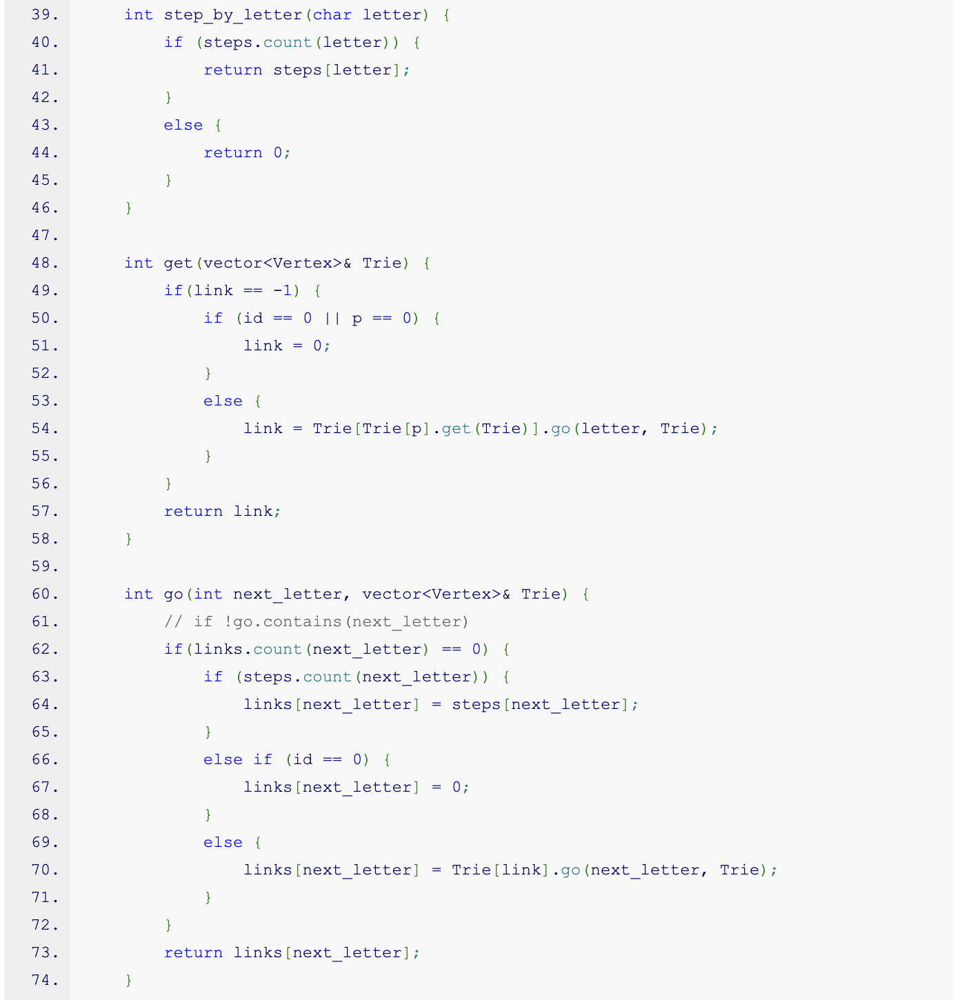 39. int step_by_letter(char letter) {
40. if (steps.count(letter)) {
41. return steps[letter];
42. }
43. else {
44. return 0;
45. }
46. }
47.
48. int get(vector<Vertex>& Trie) {
49. if(link == -1) {
50. if (id == 0 || p == 0) {
51. link = 0;
52. }
53. else {
54. link = Trie[Trie[p].get(Trie)].go(letter, Trie);
55. }
56. }
57. return link;
58. }
59.
60. int go(int next_letter, vector<Vertex>& Trie) {
61. // if !go.contains(next_letter)
62. if(links.count(next_letter) == 0) {
63. if (steps.count(next_letter)) {
64. links[next_letter] = steps[next_letter];
65. }
66. else if (id == 0) {
67. links[next_letter] = 0;
68. }
69. else {
70. links[next_letter] = Trie[link].go(next_letter, Trie);
71. }
72. }
73. return links[next_letter];
74. }